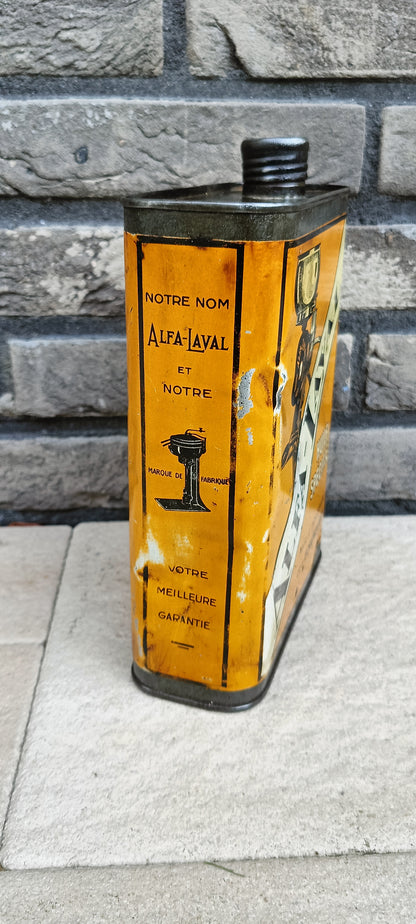 NOTRE NOM
ALFA-LAVAL
ET
NOTRE
MARQUE DE FABRIQUE
VOTRE
MEILLEURE
GARANTIE